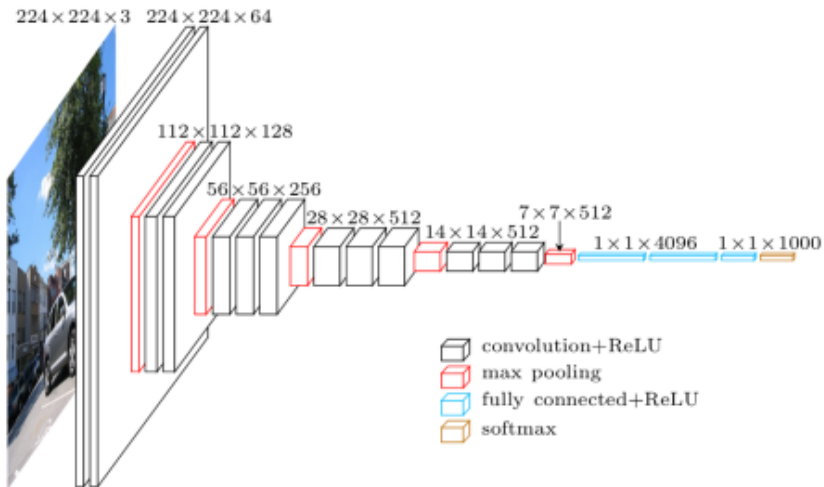 224×224×3
224×224×64
112×112×128
56×56×256
28×28×512
14×14×512
7×7×512
1×1×4096
1×1×1000
convolution+ReLU
max pooling
fully connected+ReLU
softmax